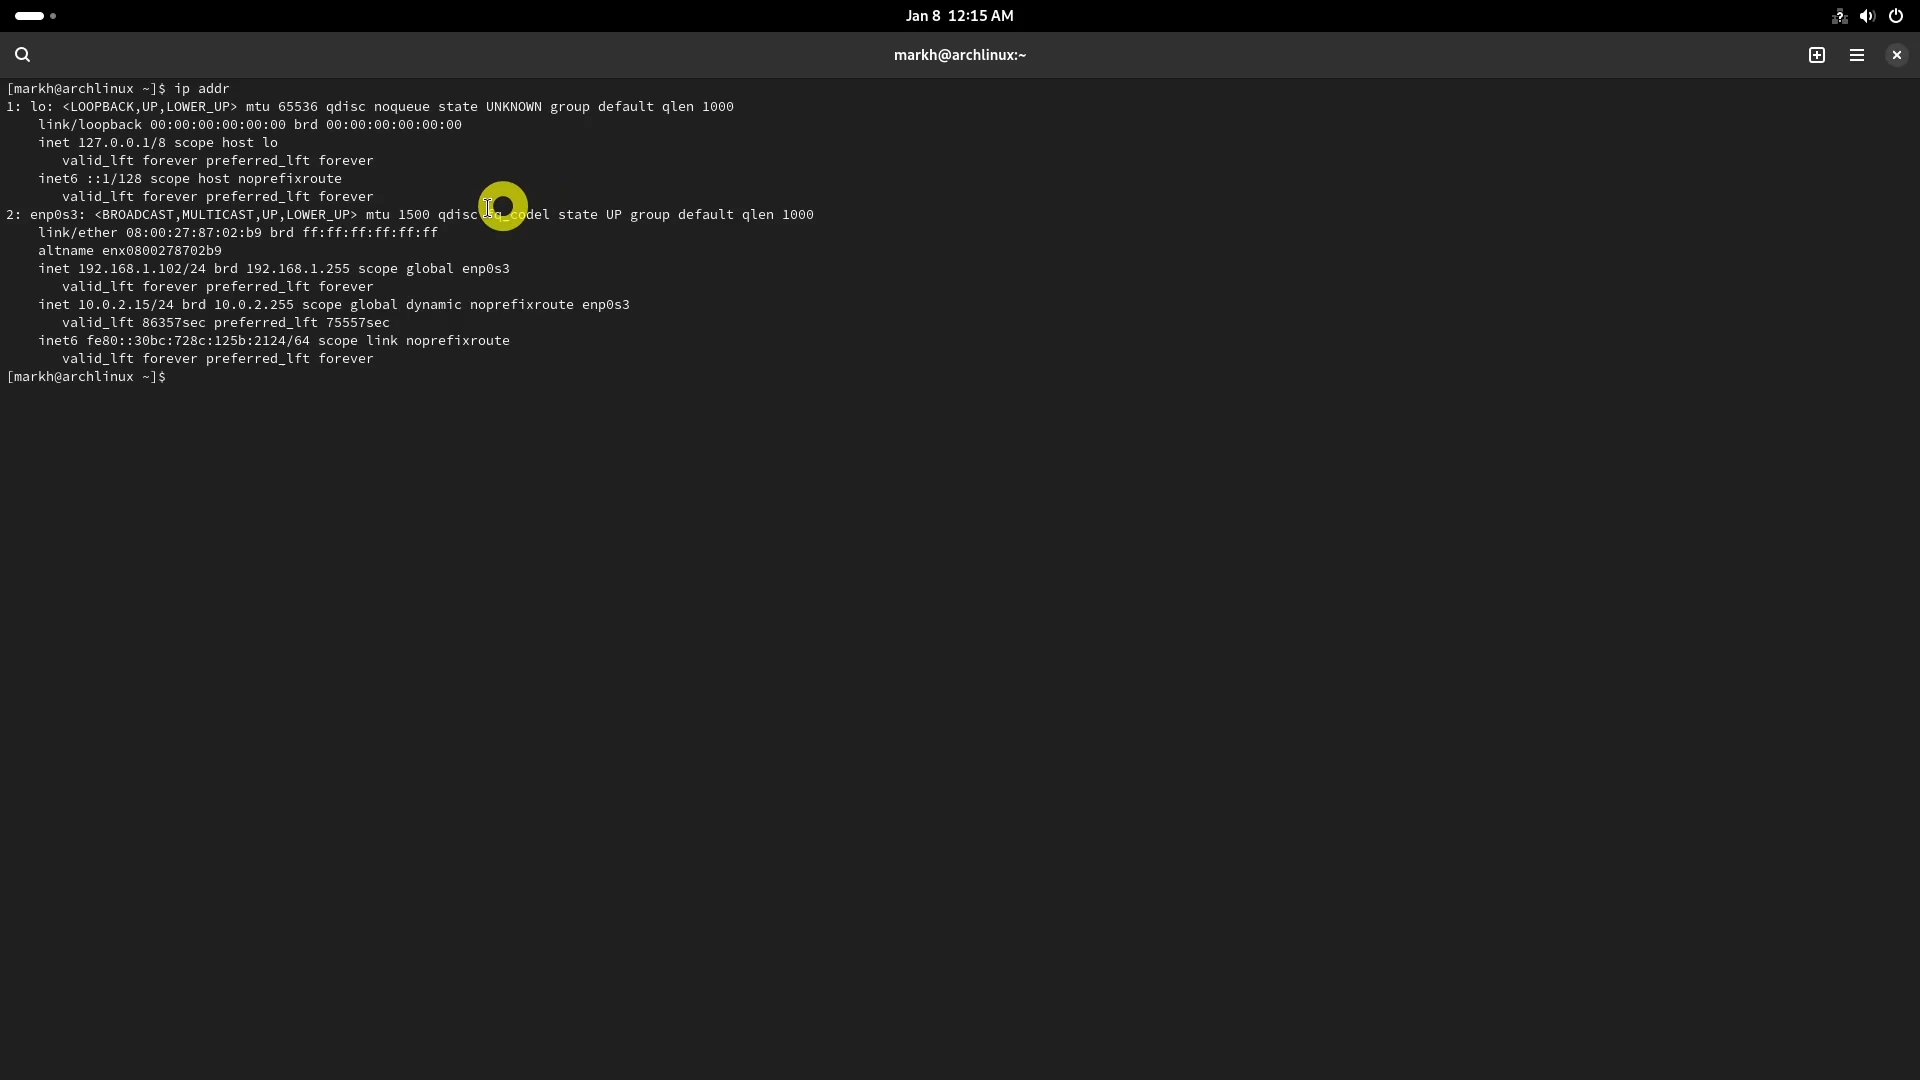 Jan 8 12:15 AM
markh@archlinux:~
[markh@archlinux ~]$ ip addr
1: lo: <LOOPBACK,UP,LOWER_UP> mtu 65536 qdisc noqueue state UNKNOWN group default qlen 1000
    link/loopback 00:00:00:00:00:00 brd 00:00:00:00:00:00
    inet 127.0.0.1/8 scope host lo
       valid_lft forever preferred_lft forever
    inet6 ::1/128 scope host noprefixroute
       valid_lft forever preferred_lft forever
2: enp0s3: <BROADCAST,MULTICAST,UP,LOWER_UP> mtu 1500 qdisc fq_codel state UP group default qlen 1000
    link/ether 08:00:27:87:02:b9 brd ff:ff:ff:ff:ff:ff
    altname enx0800278702b9
    inet 192.168.1.102/24 brd 192.168.1.255 scope global enp0s3
       valid_lft forever preferred_lft forever
    inet 10.0.2.15/24 brd 10.0.2.255 scope global dynamic noprefixroute enp0s3
       valid_lft 86357sec preferred_lft 75557sec
    inet6 fe80::30bc:728c:125b:2124/64 scope link noprefixroute
       valid_lft forever preferred_lft forever
[markh@archlinux ~]$